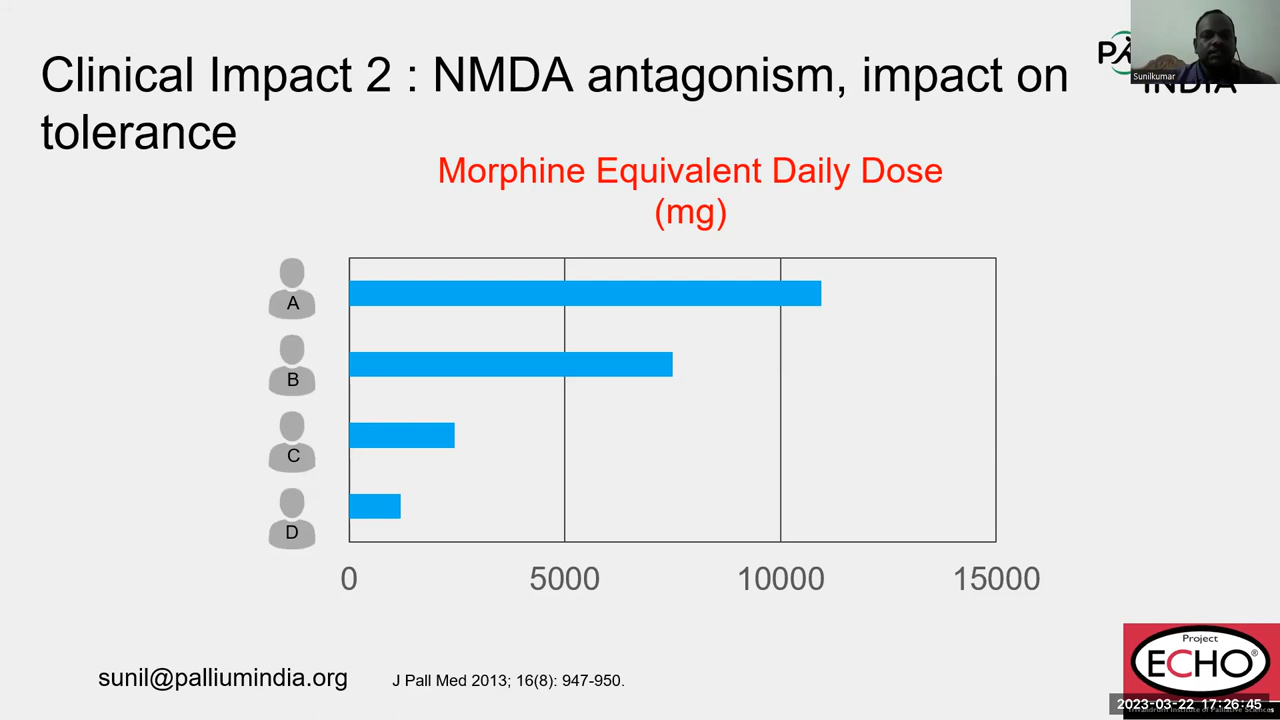 Clinical Impact 2 : NMDA antagonism, impact on
tolerance
Sunilkumar
INDIA
Morphine Equivalent Daily Dose
(mg)
A
B
C
D
0 5000 10000 15000
sunil@palliumindia.org
J Pall Med 2013; 16(8): 947-950.
Project
ECHO®
2023-03-22 17:26:45